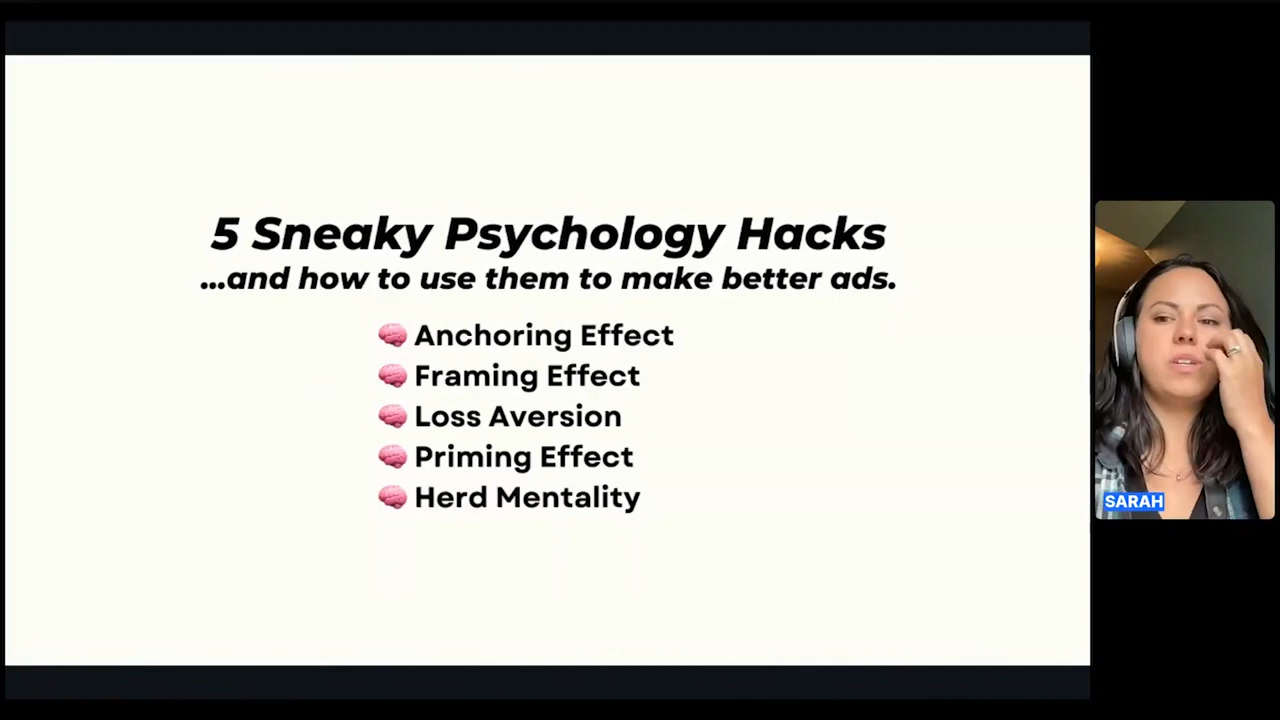 5 Sneaky Psychology Hacks
...and how to use them to make better ads.
🧠 Anchoring Effect
🧠 Framing Effect
🧠 Loss Aversion
🧠 Priming Effect
🧠 Herd Mentality
SARAH